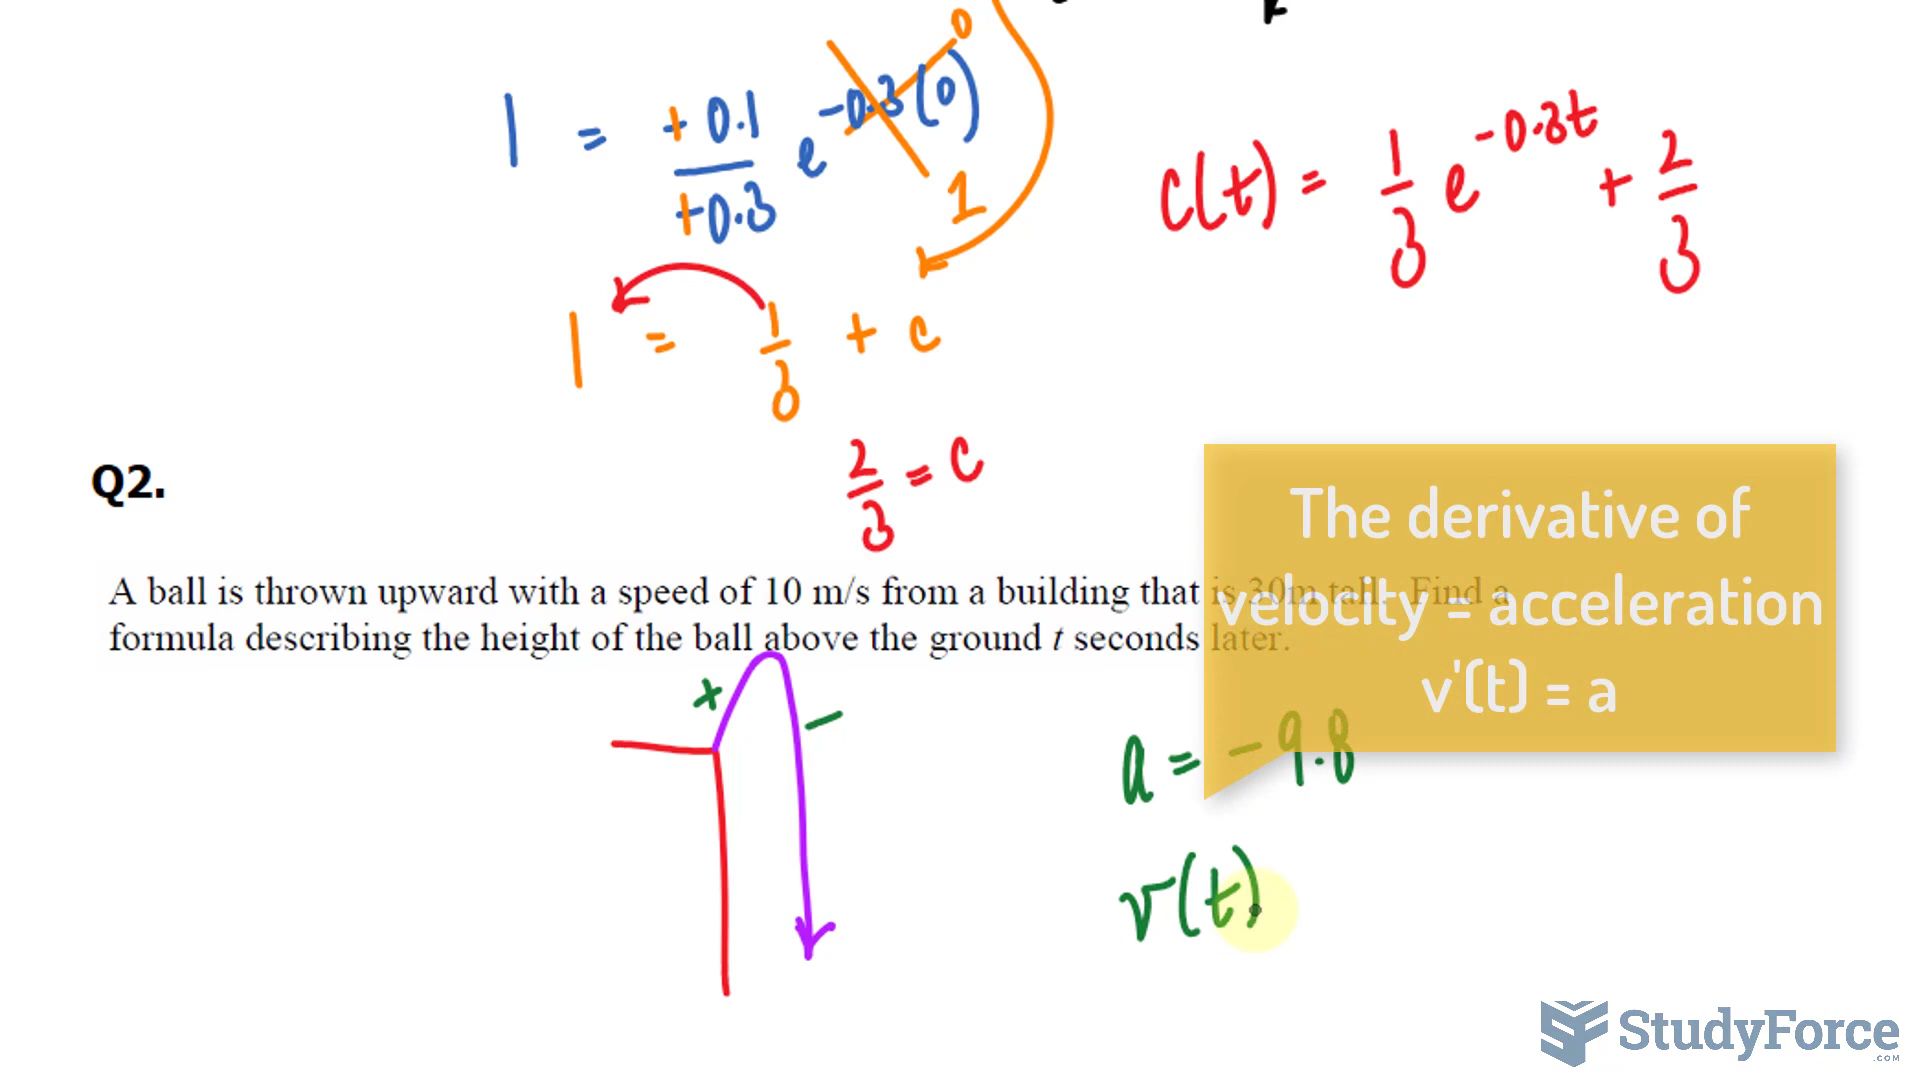 1 = +0.1/+0.3 e^-0.3(0)
0
1
c(t) = 1/3 e^-0.3t + 2/3
1 = 1/3 + c
2/3 = c
Q2.
A ball is thrown upward with a speed of 10 m/s from a building that is 30m tall. Find a
formula describing the height of the ball above the ground t seconds later.
The derivative of
velocity = acceleration
v'(t) = a
+
−
a = -9.8
v(t)
StudyForce
.COM